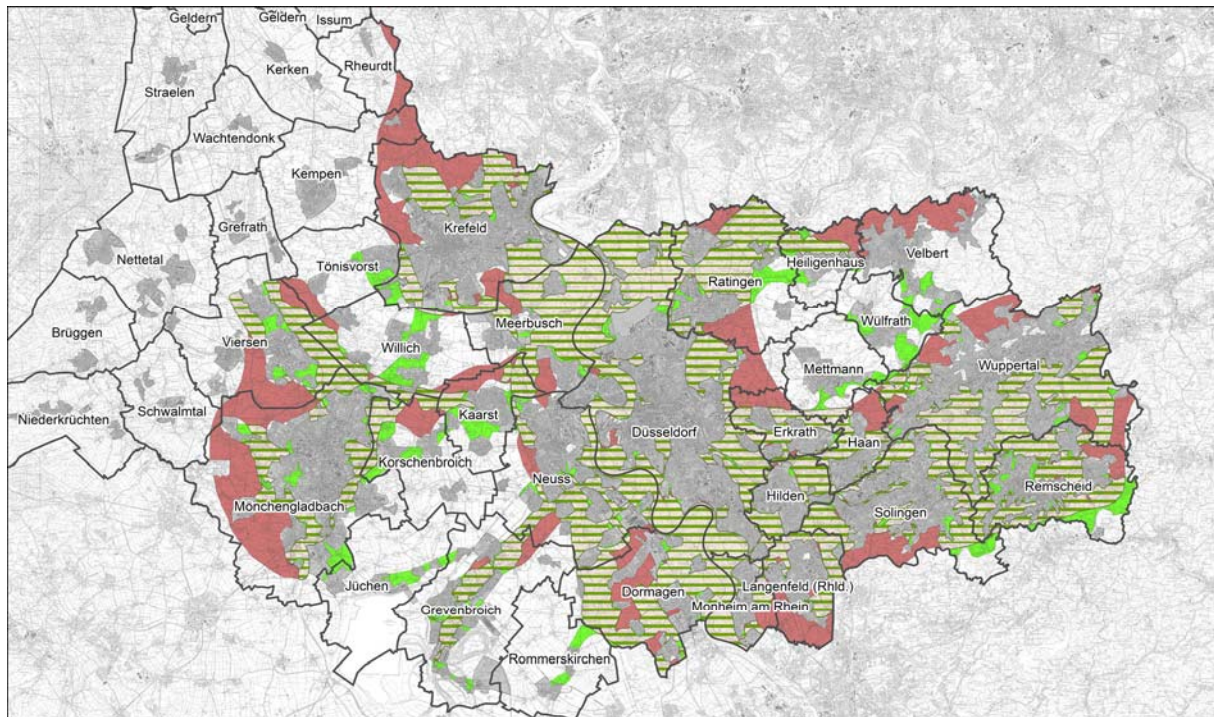 Geldern
Geldern
Issum
Kerken
Rheurdt
Straelen
Wachtendonk
Kempen
Grefrath
Krefeld
Nettetal
Tönisvorst
Velbert
Heiligenhaus
Ratingen
Brüggen
Viersen
Willich
Meerbusch
Wülfrath
Wuppertal
Mettmann
Niederkrüchten
Schwalmtal
Kaarst
Düsseldorf
Erkrath
Haan
Korschenbroich
Mönchengladbach
Neuss
Hilden
Remscheid
Solingen
Jüchen
Dormagen
Langenfeld (Rhld.)
Monheim am Rhein
Grevenbroich
Rommerskirchen